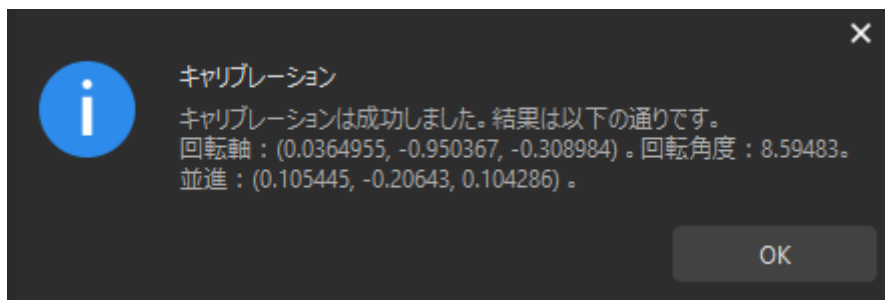 キャリブレーション
キャリブレーションは成功しました。結果は以下の通りです。
回転軸：(0.0364955, -0.950367, -0.308984) 。回転角度：8.59483。
並進：(0.105445, -0.20643, 0.104286) 。
OK